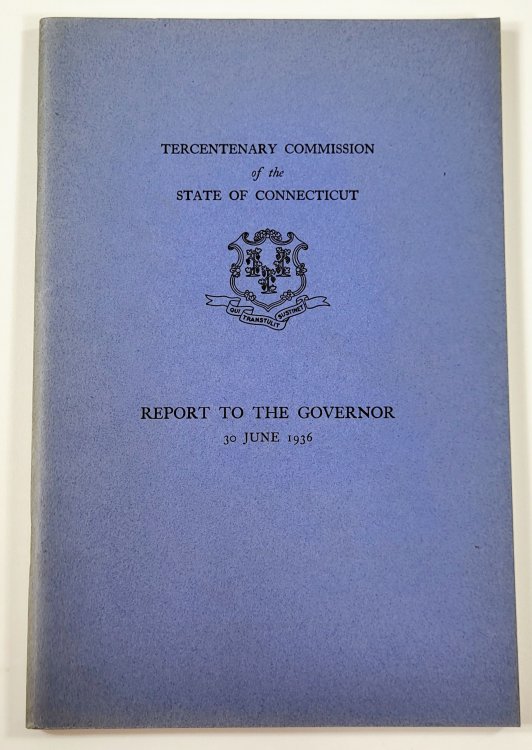 TERCENTENARY COMMISSION
of the
STATE OF CONNECTICUT
QUI TRANSTULIT SUSTINET
REPORT TO THE GOVERNOR
30 JUNE 1936